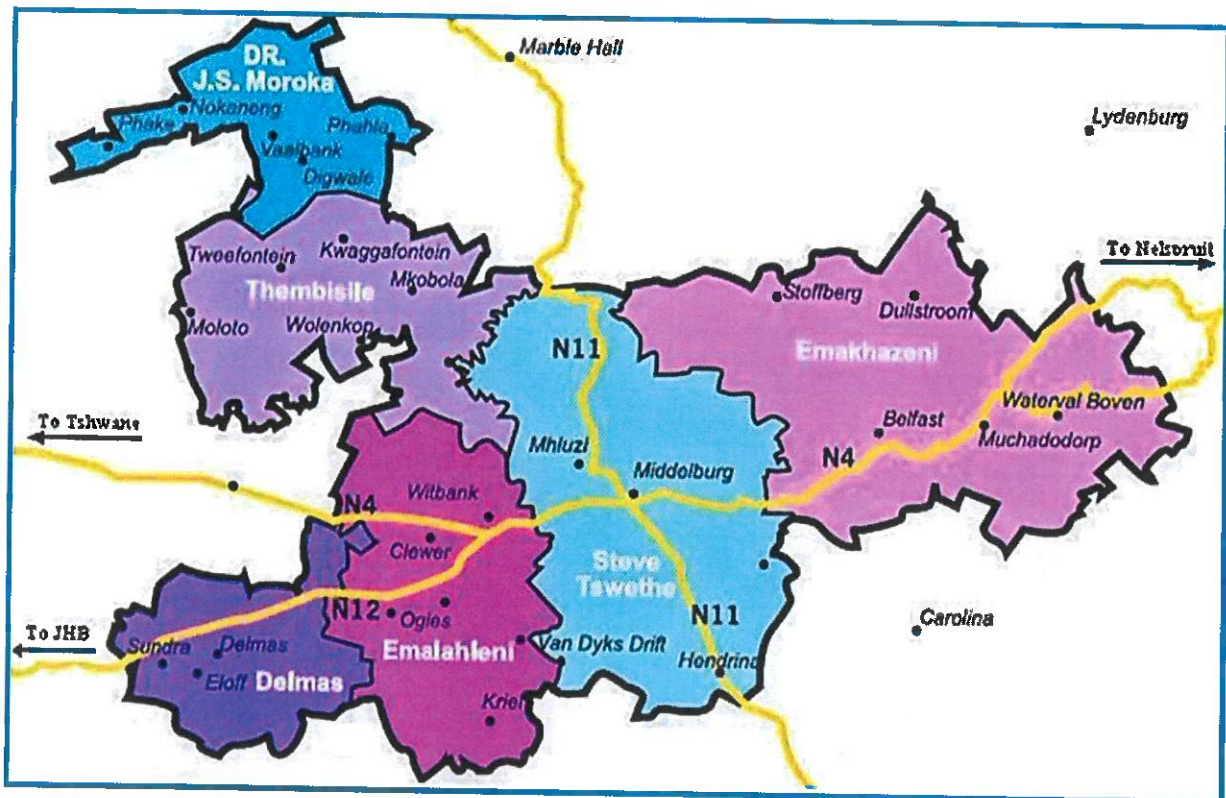 Marble Hall
DR.
J.S. Moroka
Nokaneng
Phake
Phahla
Vaalbank
Digwale
Lydenburg
Tweefontein
Kwaggafontein
Mkobola
Thembisile
Moloto
Wolenkop
To Nelspruit
Stoffberg
Dullstroom
N11
Emakhazeni
Waterval Boven
Belfast
Muchadodorp
N4
To Tshwane
Mhluzi
Middelburg
Witbank
N4
Clewer
Steve
Tswethe
N12
Ogies
N11
Carolina
To JHB
Sundra
Delmas
Eloff
Delmas
Emalahleni
Van Dyks Drift
Hendrina
Kriel